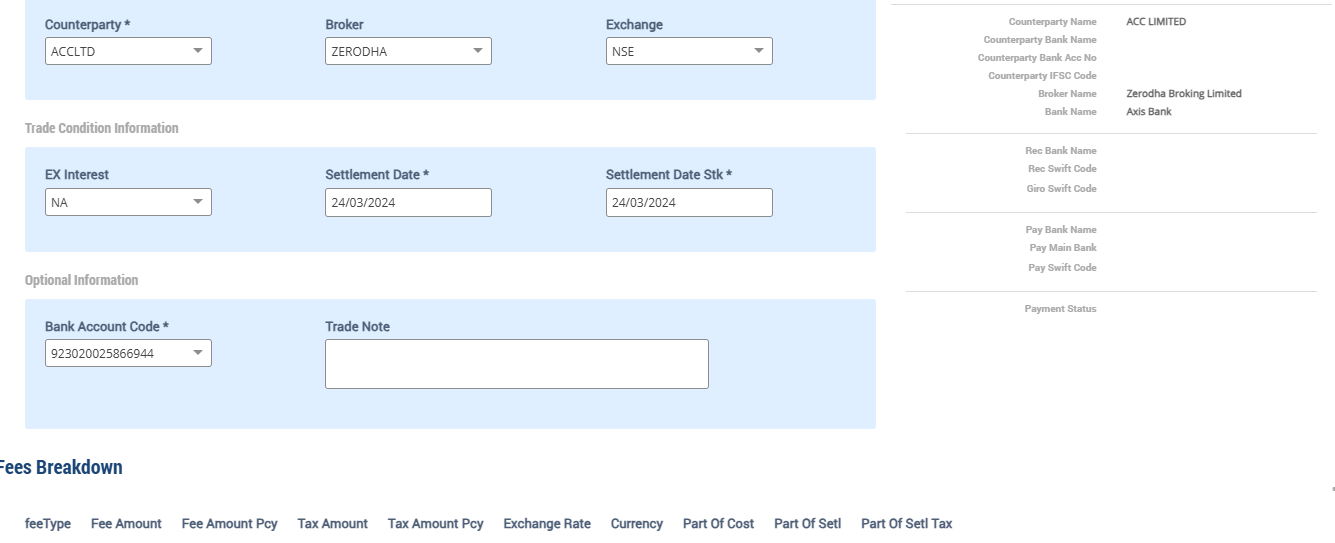 Counterparty * Broker Exchange
ACCLTD ZERODHA NSE
Trade Condition Information
EX Interest Settlement Date * Settlement Date Stk *
NA 24/03/2024 24/03/2024
Optional Information
Bank Account Code * Trade Note
923020025866944
Counterparty Name ACC LIMITED
Counterparty Bank Name
Counterparty Bank Acc No
Counterparty IFSC Code
Broker Name Zerodha Broking Limited
Bank Name Axis Bank
Rec Bank Name
Rec Swift Code
Giro Swift Code
Pay Bank Name
Pay Main Bank
Pay Swift Code
Payment Status
Fees Breakdown
feeType Fee Amount Fee Amount Pcy Tax Amount Tax Amount Pcy Exchange Rate Currency Part Of Cost Part Of Setl Part Of Setl Tax